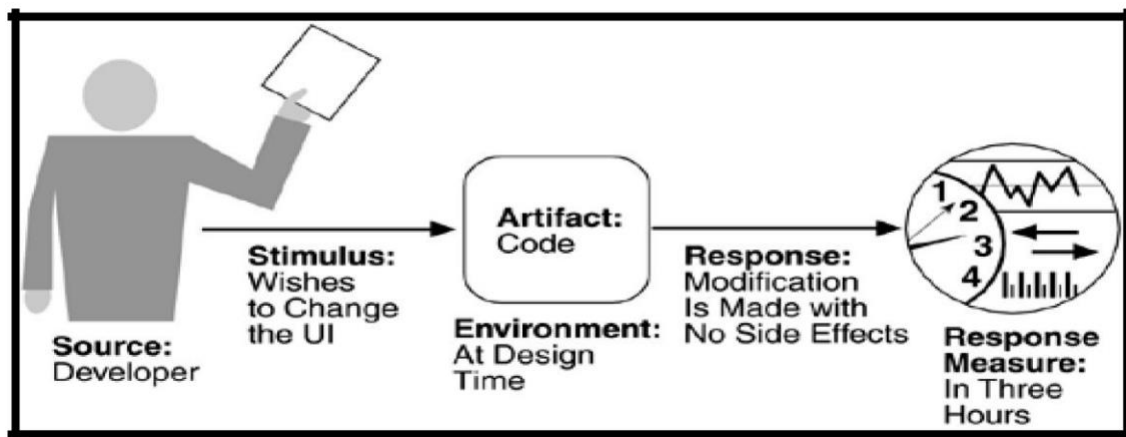 Source:
Developer
Stimulus:
Wishes
to Change
the UI
Artifact:
Code
Environment:
At Design
Time
Response:
Modification
Is Made with
No Side Effects
1
2
3
4
Response
Measure:
In Three
Hours